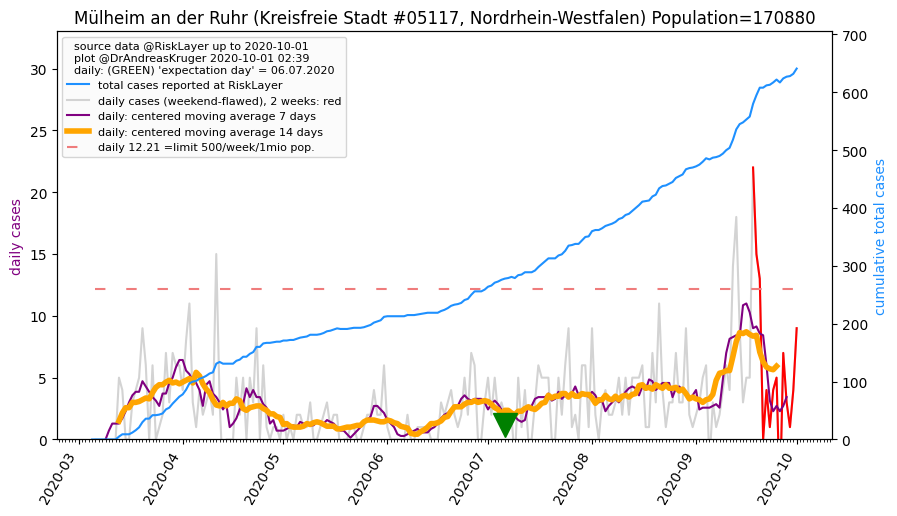 Mülheim an der Ruhr (Kreisfreie Stadt #05117, Nordrhein-Westfalen) Population=170880
source data @RiskLayer up to 2020-10-01
plot @DrAndreasKruger 2020-10-01 02:39
daily: (GREEN) 'expectation day' = 06.07.2020
total cases reported at RiskLayer
daily cases (weekend-flawed), 2 weeks: red
daily: centered moving average 7 days
daily: centered moving average 14 days
daily 12.21 =limit 500/week/1mio pop.
daily cases
30
25
20
15
10
5
0
700
600
500
400
300
200
100
0
cumulative total cases
2020-03
2020-04
2020-05
2020-06
2020-07
2020-08
2020-09
2020-10